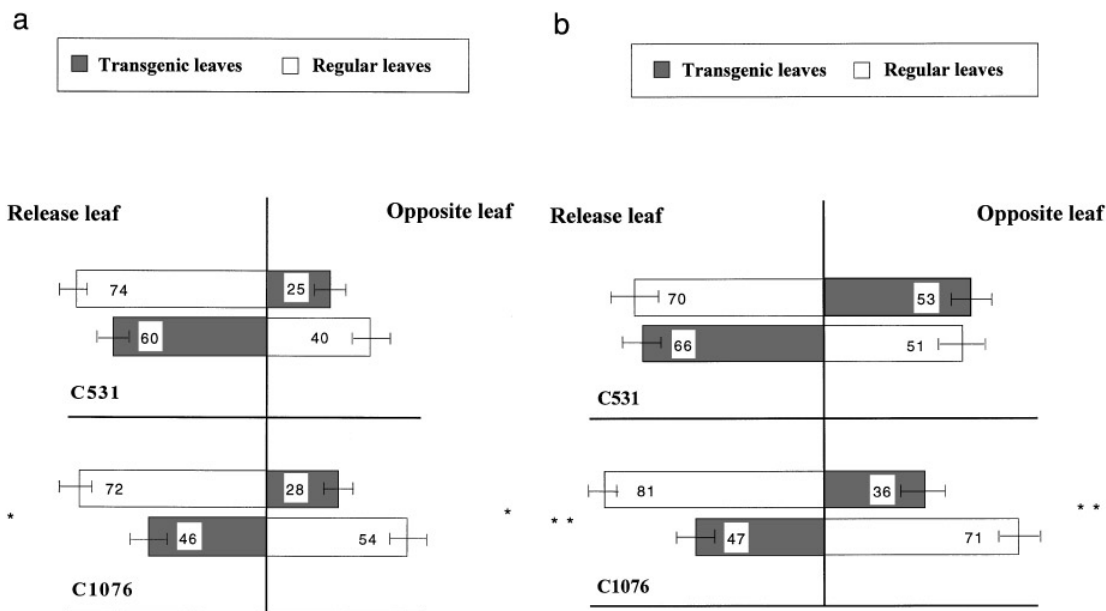 a
Transgenic leaves Regular leaves
Release leaf Opposite leaf
74 25
60 40
C531
72 28
* *
46 54
C1076
b
Transgenic leaves Regular leaves
Release leaf Opposite leaf
70 53
66 51
C531
81 36
* * * *
47 71
C1076